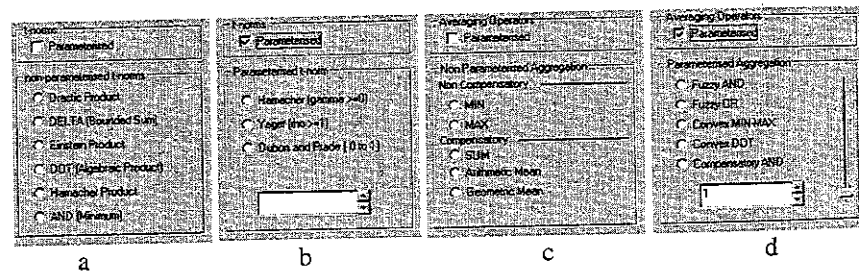 t-norms
Parameterised
non-parameterised t-norms
Drastic Product
DELTA (Bounded Sum)
Einstein Product
DOT (Algebraic Product)
Hamacher Product
AND (Minimum)
a
t-norms
Parameterised
Parameterised t-norm
Hamacher (gamma >=0)
Yager (rho >=1)
Dubois and Prade ( 0 to 1)
b
Averaging Operators
Parameterised
Non Parameterised Aggregation
Non Compensatory
MIN
MAX
Compensatory
SUM
Arithmetic Mean
Geometric Mean
c
Averaging Operators
Parameterised
Parameterised Aggregation
Fuzzy AND
Fuzzy OR
Convex MIN-MAX
Convex DOT
Compensatory AND
1
d